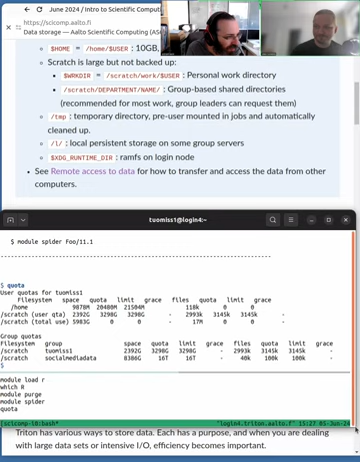 June 2024 / Intro to Scientific Computi
https://scicomp.aalto.fi
Data storage — Aalto Scientific Computing (AS
$HOME = /home/$USER : 10GB,
Scratch is large but not backed up:
$WRKDIR = /scratch/work/$USER : Personal work directory
/scratch/DEPARTMENT/NAME/ : Group-based shared directories
(recommended for most work, group leaders can request them)
/tmp : temporary directory, pre-user mounted in jobs and automatically
cleaned up.
/l/ : local persistent storage on some group servers
$XDG_RUNTIME_DIR : ramfs on login node
See Remote access to data for how to transfer and access the data from other
computers.
tuomiss1@login4:~
$ module spider Foo/11.1
$ quota
User quotas for tuomiss1
Filesystem space quota limit grace files quota limit grace
/home 9878M 20480M 21504M 118k 0 0
/scratch (user qta) 2392G 3298G 3298G - 2993k 3145k 3145k -
/scratch (total use) 5983G 0 0 - 17M 0 0 -
Group quotas
Filesystem group space quota limit grace files quota limit grace
/scratch tuomiss1 2392G 3298G 3298G - 2993k 3145k 3145k -
/scratch socialmediadata 8386G 16T 16T - 40k 100k 100k -
$
module load r
which R
module purge
module spider
quota
scicomp-i0:bash* "login4.triton.aalto.f" 15:27 05-Jun-24
Triton has various ways to store data. Each has a purpose, and when you are dealing
with large data sets or intensive I/O, efficiency becomes important.